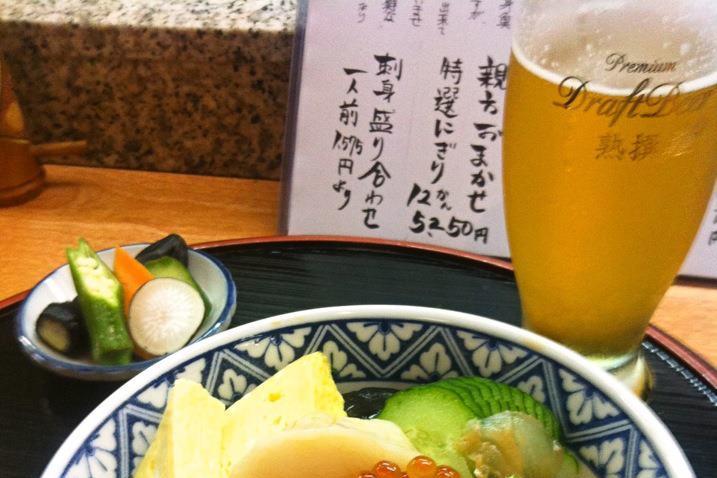 親方おまかせ
特選にぎり12かん
5,250円
刺身盛り合わせ
一人前1,575円より
Premium
Draft Beer
熟撰